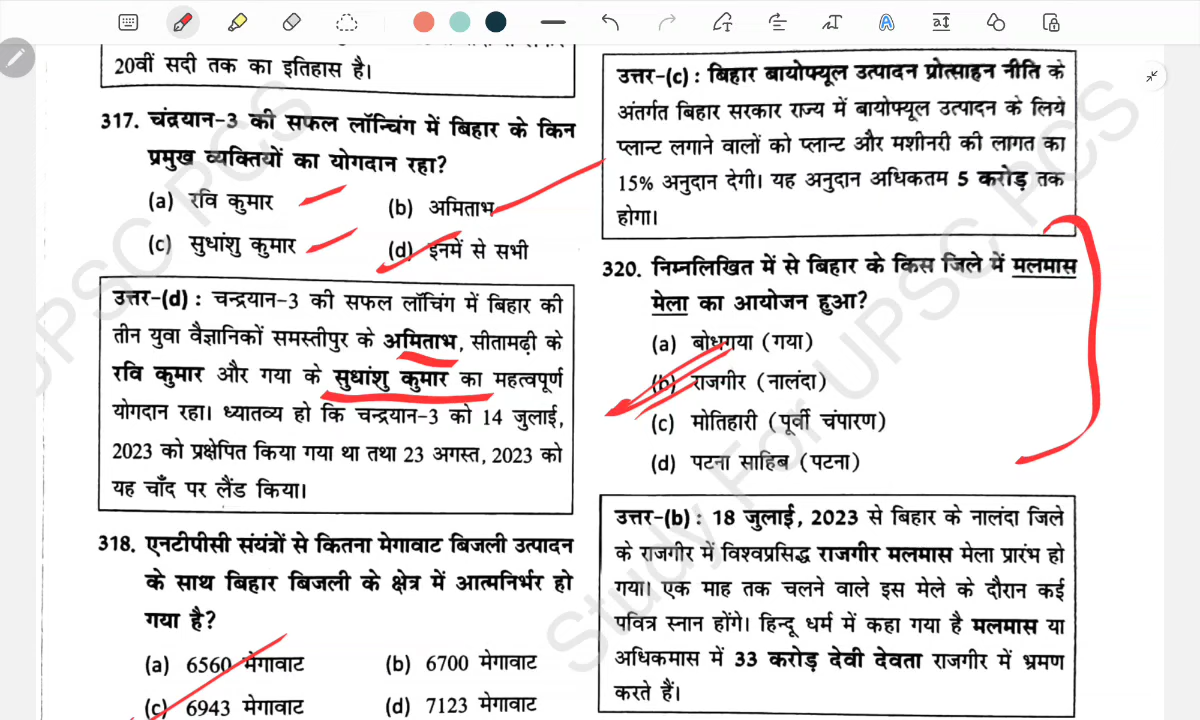 20वीं सदी तक का इतिहास है।
317. चंद्रयान-3 की सफल लॉन्चिंग में बिहार के किन
प्रमुख व्यक्तियों का योगदान रहा?
(a) रवि कुमार
(b) अमिताभ
(c) सुधांशु कुमार
(d) इनमें से सभी
उत्तर-(d) : चन्द्रयान-3 की सफल लॉचिंग में बिहार की
तीन युवा वैज्ञानिकों समस्तीपुर के अमिताभ, सीतामढ़ी के
रवि कुमार और गया के सुधांशु कुमार का महत्वपूर्ण
योगदान रहा। ध्यातव्य हो कि चन्द्रयान-3 को 14 जुलाई,
2023 को प्रक्षेपित किया गया था तथा 23 अगस्त, 2023 को
यह चाँद पर लैंड किया।
318. एनटीपीसी संयंत्रों से कितना मेगावाट बिजली उत्पादन
के साथ बिहार बिजली के क्षेत्र में आत्मनिर्भर हो
गया है?
(a) 6560 मेगावाट
(b) 6700 मेगावाट
(c) 6943 मेगावाट
(d) 7123 मेगावाट
उत्तर-(c) : बिहार बायोफ्यूल उत्पादन प्रोत्साहन नीति के
अंतर्गत बिहार सरकार राज्य में बायोफ्यूल उत्पादन के लिये
प्लान्ट लगाने वालों को प्लान्ट और मशीनरी की लागत का
15% अनुदान देगी। यह अनुदान अधिकतम 5 करोड़ तक
होगा।
320. निम्नलिखित में से बिहार के किस जिले में मलमास
मेला का आयोजन हुआ?
(a) बोधगया (गया)
(b) राजगीर (नालंदा)
(c) मोतिहारी (पूर्वी चंपारण)
(d) पटना साहिब (पटना)
उत्तर-(b) : 18 जुलाई, 2023 से बिहार के नालंदा जिले
के राजगीर में विश्वप्रसिद्ध राजगीर मलमास मेला प्रारंभ हो
गया। एक माह तक चलने वाले इस मेले के दौरान कई
पवित्र स्नान होंगे। हिन्दू धर्म में कहा गया है मलमास या
अधिकमास में 33 करोड़ देवी देवता राजगीर में भ्रमण
करते हैं।
Study For UPSC PCS